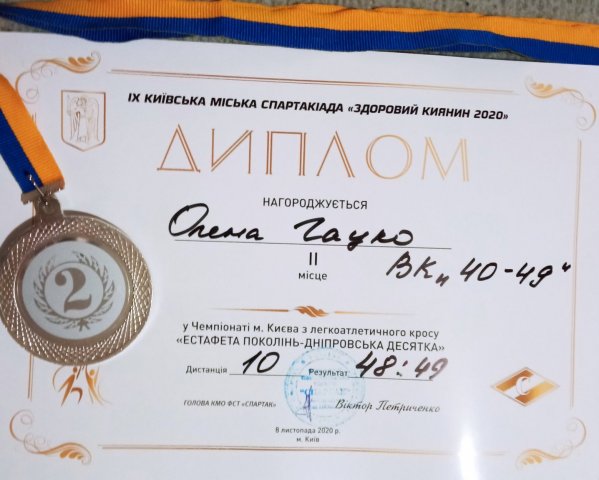 IX КИЇВСЬКА МІСЬКА СПАРТАКІАДА «ЗДОРОВИЙ КИЯНИН 2020»
ДИПЛОМ
НАГОРОДЖУЄТЬСЯ
Олена Гацко
II
місце
ВК „40-49"
2
у Чемпіонаті м. Києва з легкоатлетичного кросу
«ЕСТАФЕТА ПОКОЛІНЬ-ДНІПРОВСЬКА ДЕСЯТКА»
Дистанція 10 Результат 48:49
ГОЛОВА КМО ФСТ «СПАРТАК» Віктор Петриченко
8 листопада 2020 р.
м. Київ